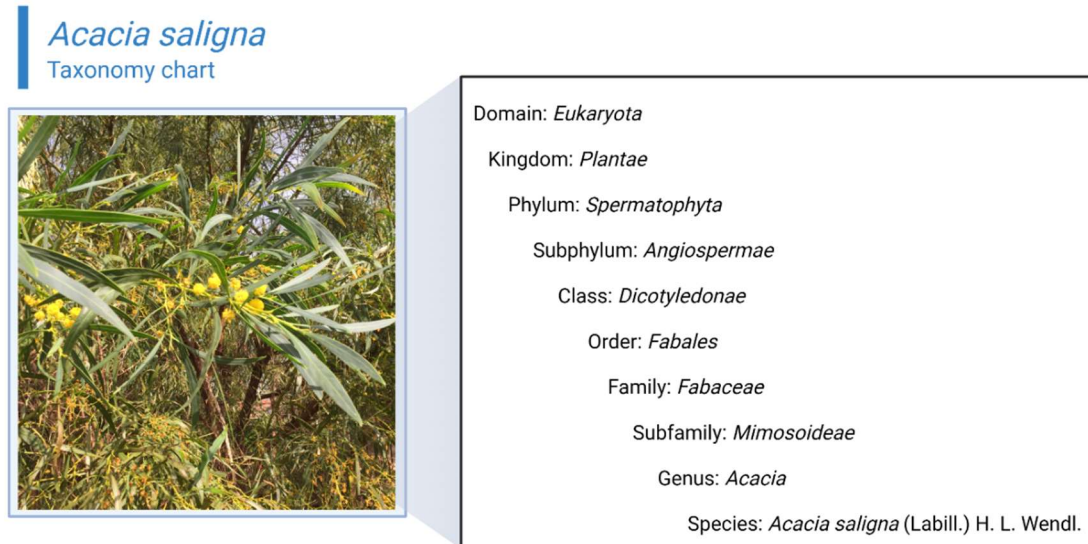 Acacia saligna
Taxonomy chart
Domain: Eukaryota
Kingdom: Plantae
Phylum: Spermatophyta
Subphylum: Angiospermae
Class: Dicotyledonae
Order: Fabales
Family: Fabaceae
Subfamily: Mimosoideae
Genus: Acacia
Species: Acacia saligna (Labill.) H. L. Wendl.